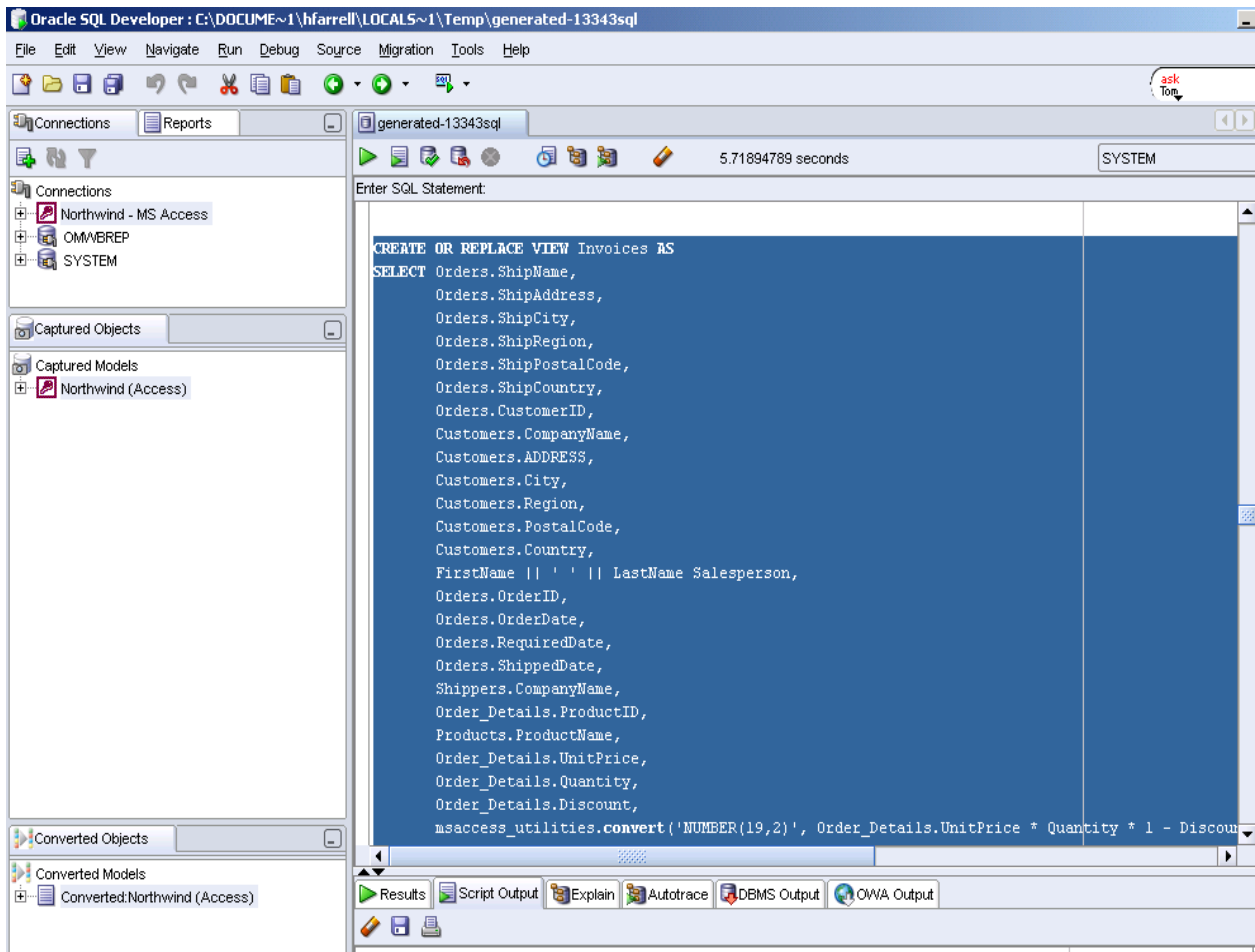 Oracle SQL Developer : C:\DOCUME~1\hfarrell\LOCALS~1\Temp\generated-13343sql
File Edit View Navigate Run Debug Source Migration Tools Help
ask
Tom
Connections
Reports
Connections
Northwind - MS Access
OMWBREP
SYSTEM
Captured Objects
Captured Models
Northwind (Access)
Converted Objects
Converted Models
Converted:Northwind (Access)
generated-13343sql
5.71894789 seconds
SYSTEM
Enter SQL Statement:
CREATE OR REPLACE VIEW Invoices AS
SELECT Orders.ShipName,
Orders.ShipAddress,
Orders.ShipCity,
Orders.ShipRegion,
Orders.ShipPostalCode,
Orders.ShipCountry,
Orders.CustomerID,
Customers.CompanyName,
Customers.ADDRESS,
Customers.City,
Customers.Region,
Customers.PostalCode,
Customers.Country,
FirstName || ' ' || LastName Salesperson,
Orders.OrderID,
Orders.OrderDate,
Orders.RequiredDate,
Orders.ShippedDate,
Shippers.CompanyName,
Order_Details.ProductID,
Products.ProductName,
Order_Details.UnitPrice,
Order_Details.Quantity,
Order_Details.Discount,
msaccess_utilities.convert('NUMBER(19,2)', Order_Details.UnitPrice * Quantity * 1 - Discou
Results
Script Output
Explain
Autotrace
DBMS Output
OWA Output